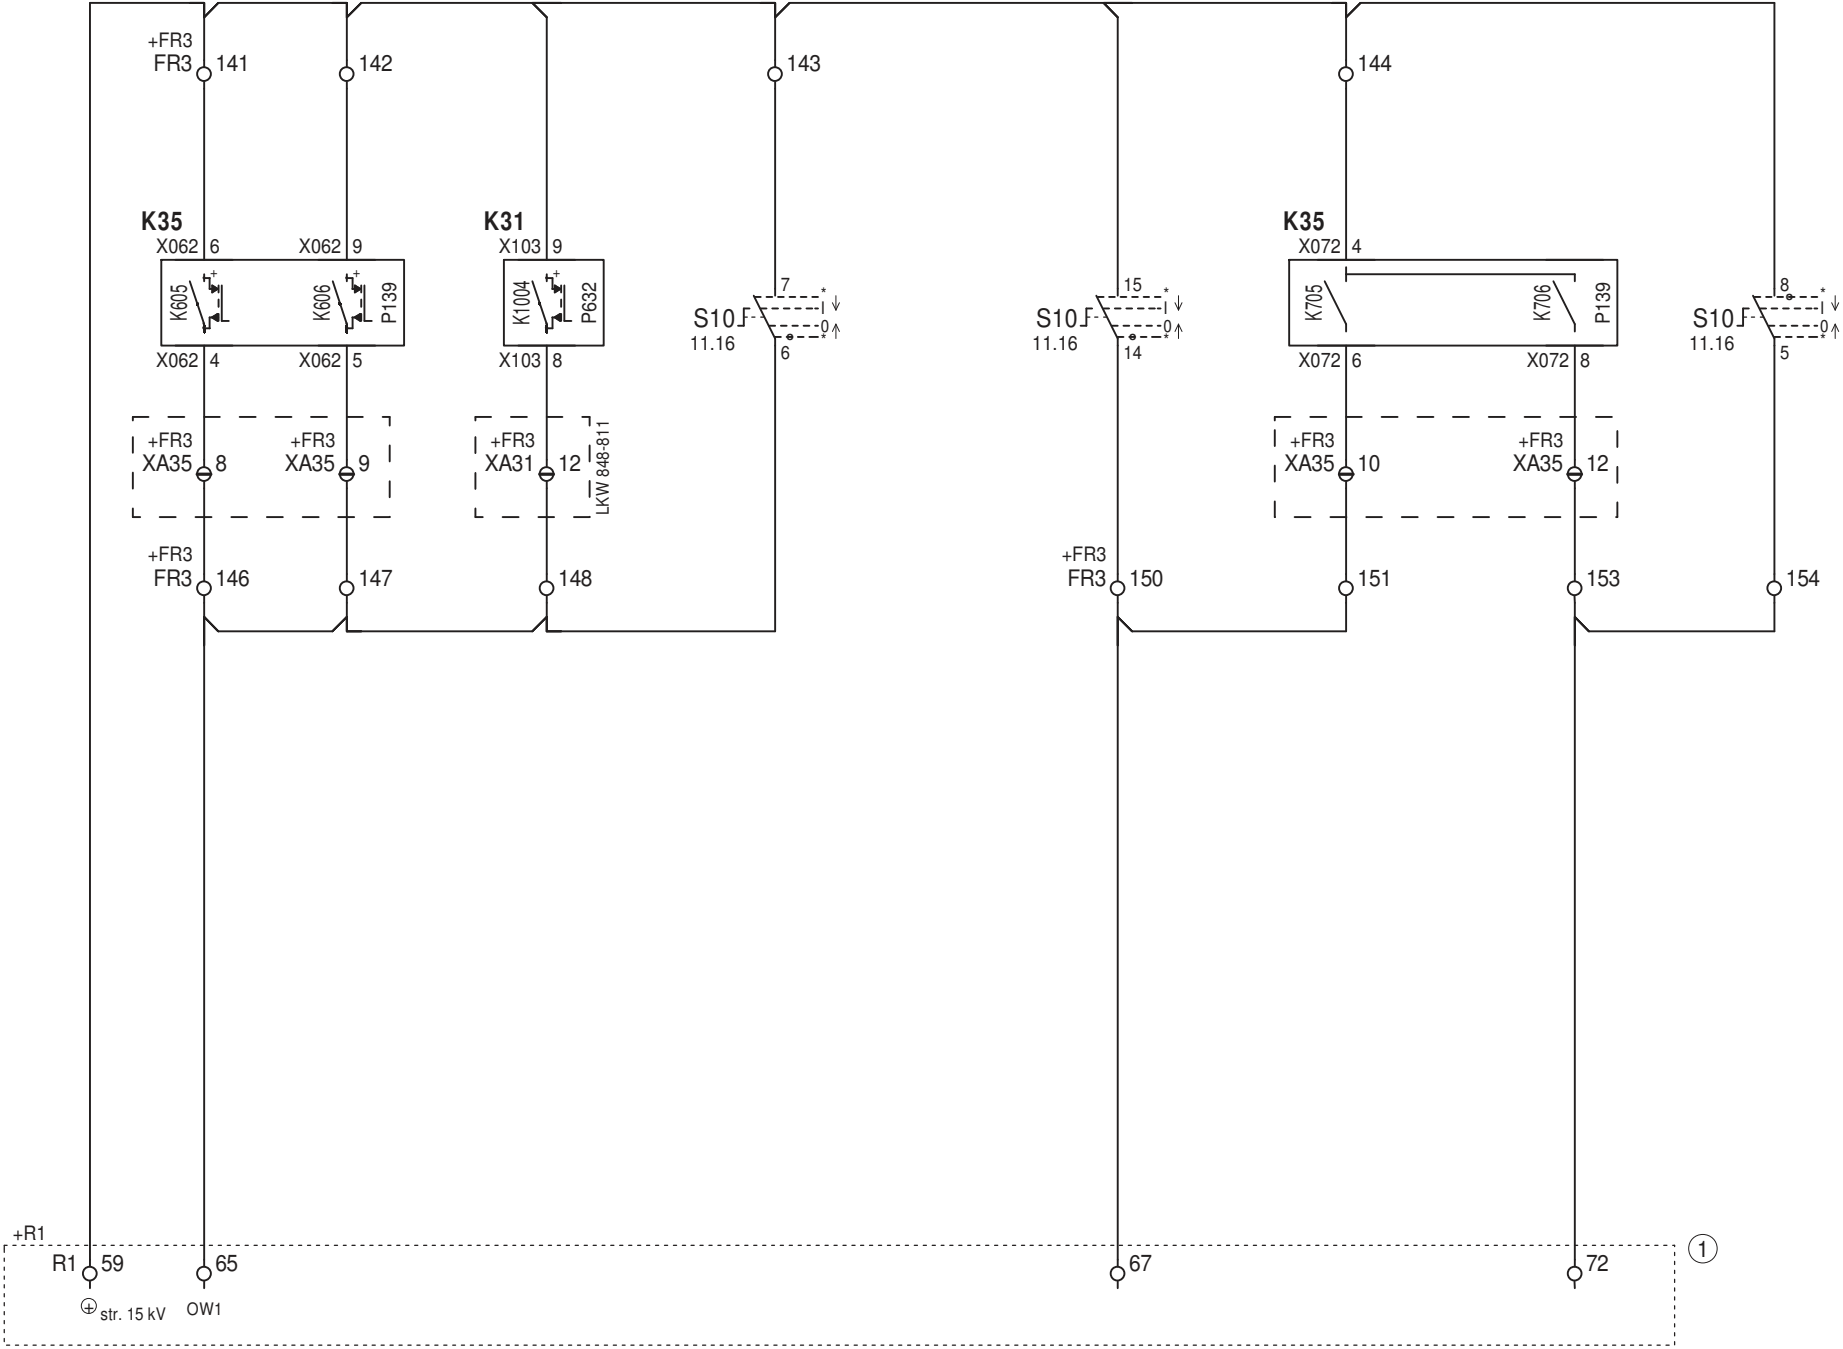 +FR3
FR3 141
142
143
144
K35
X062 6
X062 9
K31
X103 9
K35
X072 4
K605
K606
P139
K1004
P632
7
S10
11.16
*
|
0
*
6
15
S10
11.16
*
|
0
*
14
K705
K706
P139
8
S10
11.16
*
|
0
*
5
X062 4
X062 5
X103 8
X072 6
X072 8
+FR3
XA35 8
+FR3
XA35 9
+FR3
XA31 12
LKW 848-811
+FR3
XA35 10
+FR3
XA35 12
+FR3
FR3 146
147
148
+FR3
FR3 150
151
153
154
+R1
R1 59
65
67
72
1
+ str. 15 kV
OW1